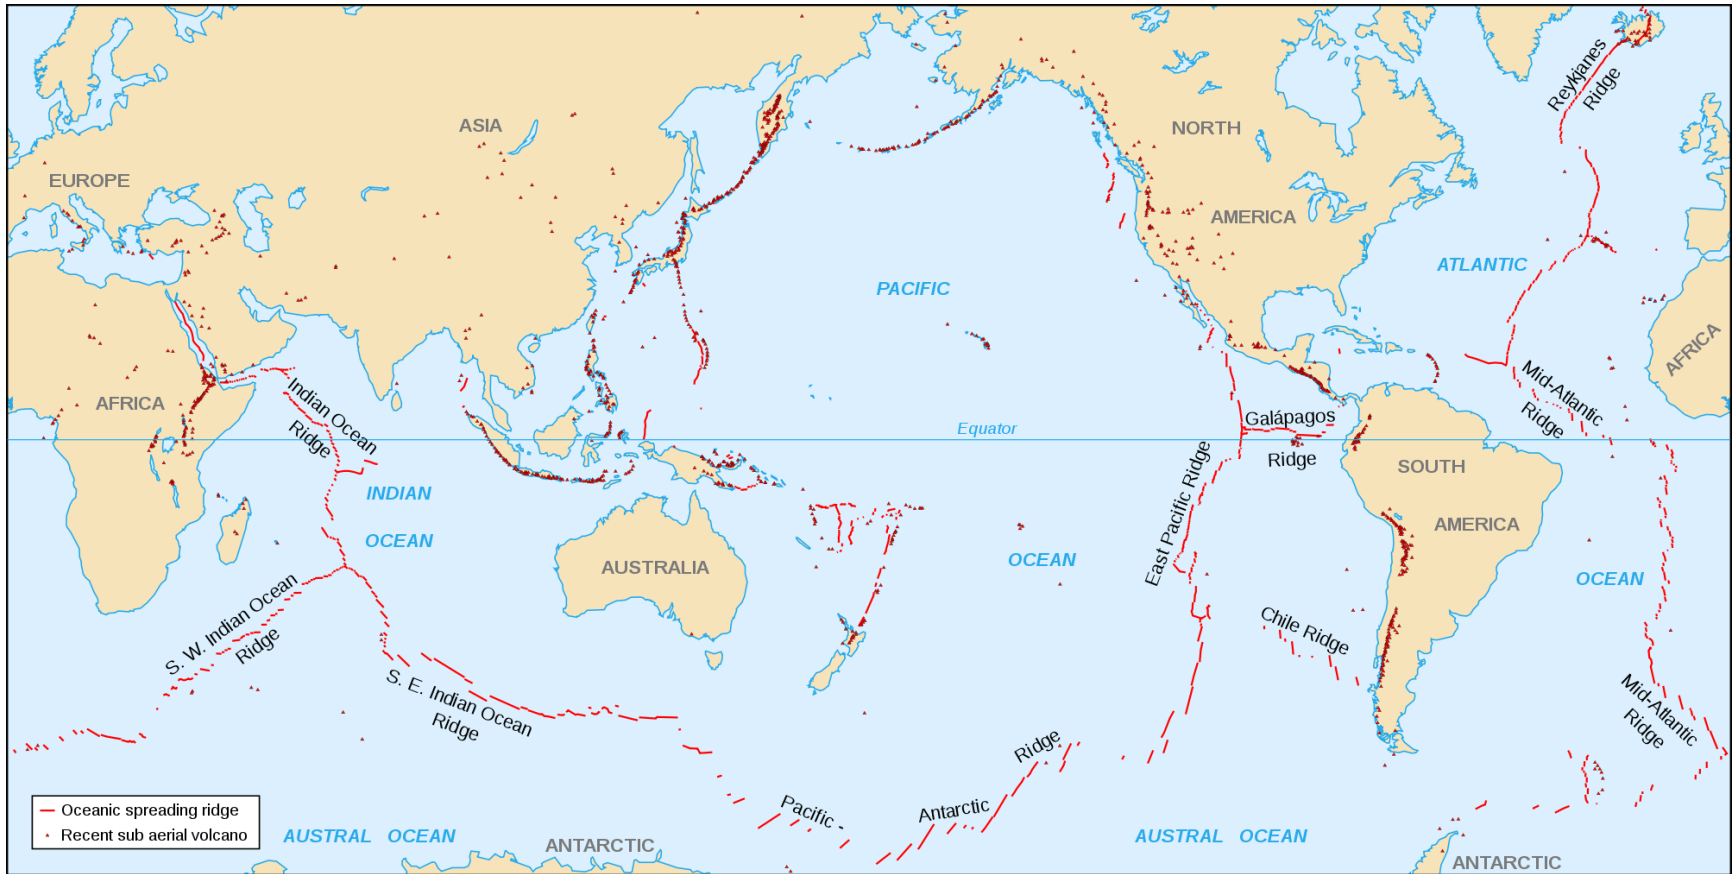 Reykjanes
Ridge
ASIA
NORTH
EUROPE
AMERICA
ATLANTIC
PACIFIC
AFRICA
Indian Ocean
Ridge
AFRICA
Mid-Atlantic
Ridge
Galápagos
Ridge
Equator
SOUTH
INDIAN
East Pacific Ridge
AMERICA
OCEAN
OCEAN
AUSTRALIA
OCEAN
S. W. Indian Ocean
Ridge
Chile Ridge
S. E. Indian Ocean
Ridge
Mid-Atlantic
Ridge
Ridge
Oceanic spreading ridge
Recent sub aerial volcano
Pacific -
Antarctic
AUSTRAL OCEAN
ANTARCTIC
AUSTRAL OCEAN
ANTARCTIC